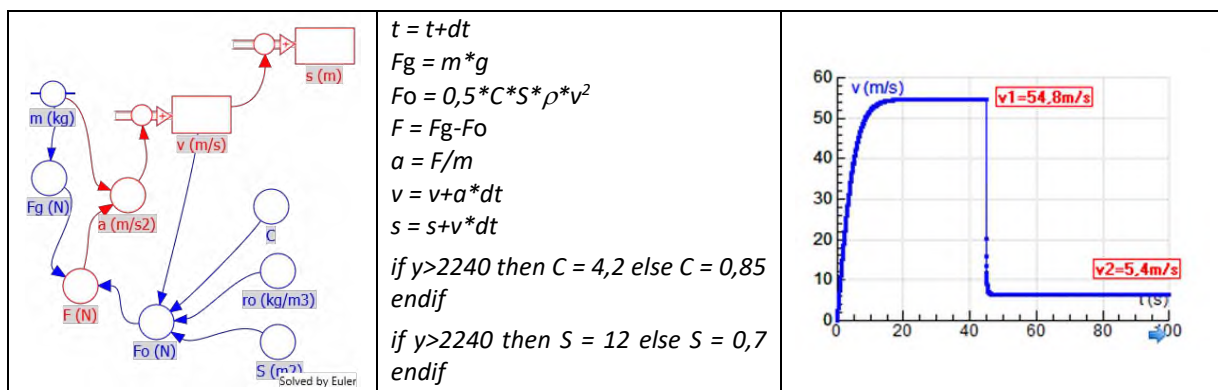 s (m)
m (kg)
v (m/s)
Fg (N)
a (m/s2)
C
ro (kg/m3)
F (N)
Fo (N)
S (m2)
Solved by Euler
t = t+dt
Fg = m*g
Fo = 0,5*C*S*ρ*v²
F = Fg-Fo
a = F/m
v = v+a*dt
s = s+v*dt
if y>2240 then C = 4,2 else C = 0,85
endif
if y>2240 then S = 12 else S = 0,7
endif
60
v (m/s)
v1=54,8m/s
50
40
30
20
v2=5,4m/s
10
t (s)
0
0 20 40 60 80 100